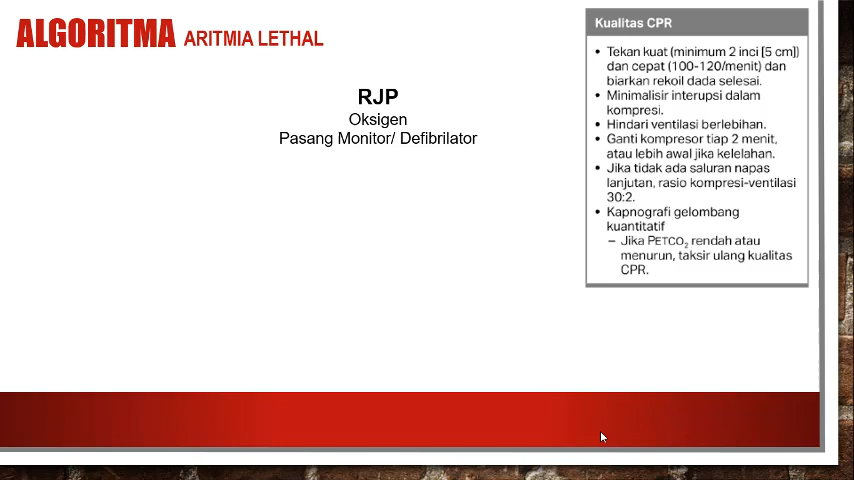 ALGORITMA ARITMIA LETHAL
RJP
Oksigen
Pasang Monitor/ Defibrilator
Kualitas CPR
• Tekan kuat (minimum 2 inci [5 cm])
dan cepat (100-120/menit) dan
biarkan rekoil dada selesai.
• Minimalisir interupsi dalam
kompresi.
• Hindari ventilasi berlebihan.
• Ganti kompresor tiap 2 menit,
atau lebih awal jika kelelahan.
• Jika tidak ada saluran napas
lanjutan, rasio kompresi-ventilasi
30:2.
• Kapnografi gelombang
kuantitatif
– Jika PETCO₂ rendah atau
menurun, taksir ulang kualitas
CPR.